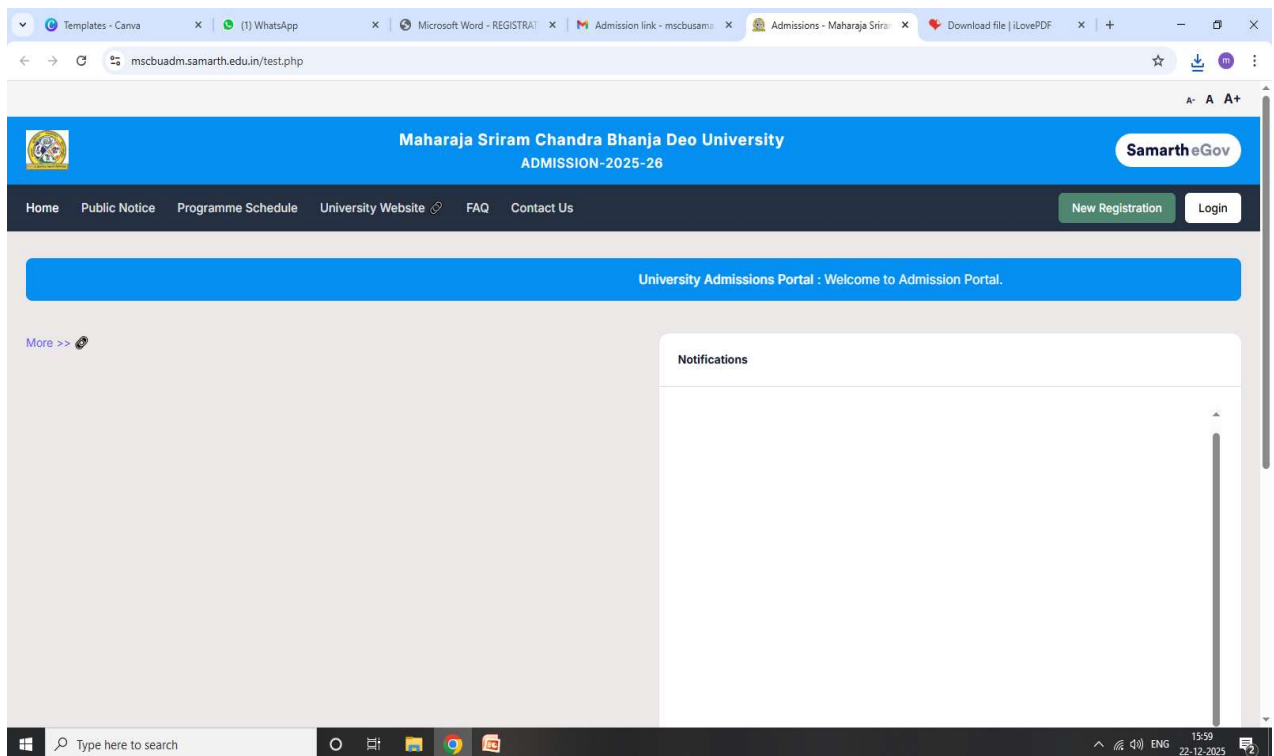 Templates - Canva
(1) WhatsApp
Microsoft Word - REGISTRAT
Admission link - mscbusama
Admissions - Maharaja Srira
Download file | iLovePDF
mscbuadm.samarth.edu.in/test.php
m
A- A A+
Maharaja Sriram Chandra Bhanja Deo University
ADMISSION-2025-26
Samarth eGov
Home Public Notice Programme Schedule University Website FAQ Contact Us New Registration Login
University Admissions Portal : Welcome to Admission Portal.
More >>
Notifications
Type here to search
ENG
15:59
22-12-2025
2